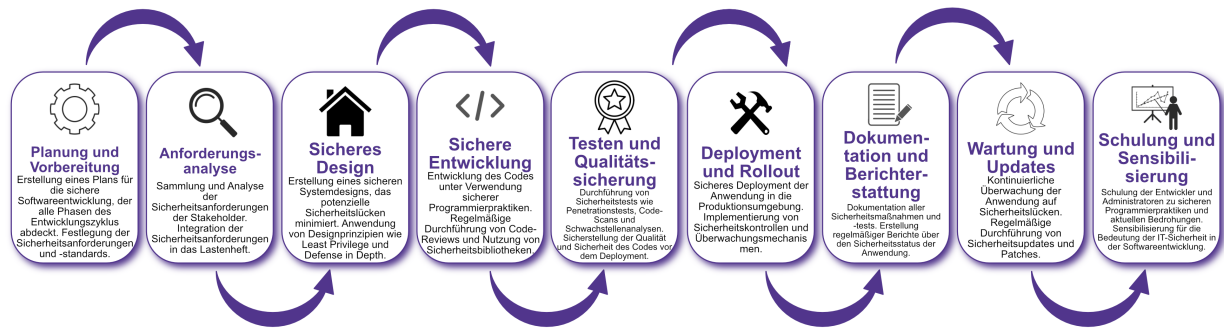 Planung und
Vorbereitung
Erstellung eines Plans für
die sichere
Softwareentwicklung, der
alle Phasen des
Entwicklungszyklus
abdeckt. Festlegung der
Sicherheitsanforderungen
und -standards.
Anforderungs-
analyse
Sammlung und Analyse
der
Sicherheitsanforderungen
der Stakeholder.
Integration der
Sicherheitsanforderungen
in das Lastenheft.
Sicheres
Design
Erstellung eines sicheren
Systemdesigns, das
potenzielle
Sicherheitslücken
minimiert. Anwendung
von Designprinzipien wie
Least Privilege und
Defense in Depth.
</>
Sichere
Entwicklung
Entwicklung des Codes
unter Verwendung
sicherer
Programmierpraktiken.
Regelmäßige
Durchführung von Code-
Reviews und Nutzung von
Sicherheitsbibliotheken.
Testen und
Qualitäts-
sicherung
Durchführung von
Sicherheitstests wie
Penetrationstests, Code-
Scans und
Schwachstellenanalysen.
Sicherstellung der Qualität
und Sicherheit des Codes vor
dem Deployment.
Deployment
und Rollout
Sicheres Deployment der
Anwendung in die
Produktionsumgebung.
Implementierung von
Sicherheitskontrollen und
Überwachungsmechanis
men.
Dokumen-
tation und
Berichter-
stattung
Dokumentation aller
Sicherheitsmaßnahmen und
-tests. Erstellung
regelmäßiger Berichte über
den Sicherheitsstatus der
Anwendung.
Wartung und
Updates
Kontinuierliche
Überwachung der
Anwendung auf
Sicherheitslücken.
Regelmäßige
Durchführung von
Sicherheitsupdates und
Patches.
Schulung und
Sensibili-
sierung
Schulung der Entwickler und
Administratoren zu sicheren
Programmierpraktiken und
aktuellen Bedrohungen.
Sensibilisierung für die
Bedeutung der IT-Sicherheit in
der Softwareentwicklung.